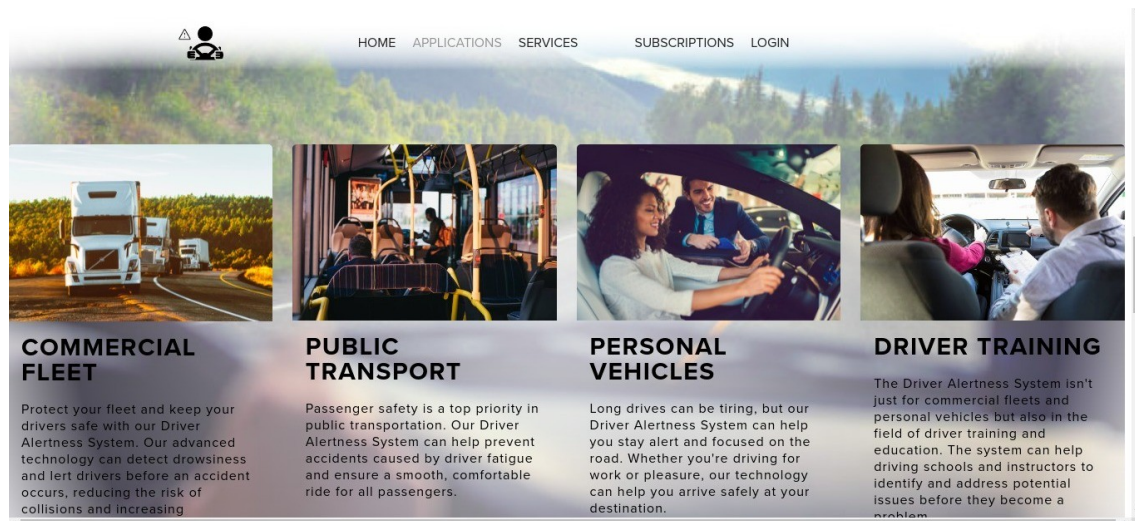 HOME APPLICATIONS SERVICES SUBSCRIPTIONS LOGIN
COMMERCIAL
FLEET
Protect your fleet and keep your
drivers safe with our Driver
Alertness System. Our advanced
technology can detect drowsiness
and lert drivers before an accident
occurs, reducing the risk of
collisions and increasing
PUBLIC
TRANSPORT
Passenger safety is a top priority in
public transportation. Our Driver
Alertness System can help prevent
accidents caused by driver fatigue
and ensure a smooth, comfortable
ride for all passengers.
PERSONAL
VEHICLES
Long drives can be tiring, but our
Driver Alertness System can help
you stay alert and focused on the
road. Whether you're driving for
work or pleasure, our technology
can help you arrive safely at your
destination.
DRIVER TRAINING
The Driver Alertness System isn't
just for commercial fleets and
personal vehicles but also in the
field of driver training and
education. The system can help
driving schools and instructors to
identify and address potential
issues before they become a
problem